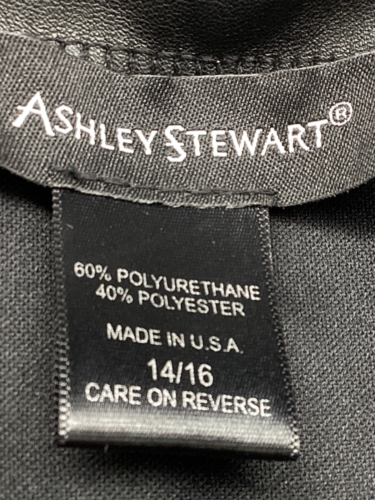 ASHLEY STEWART®
60% POLYURETHANE
40% POLYESTER
MADE IN U.S.A.
14/16
CARE ON REVERSE